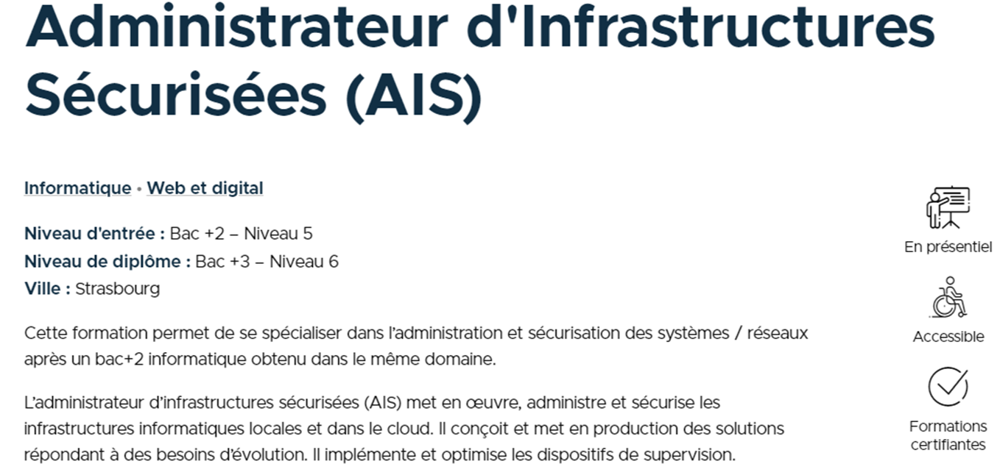 Administrateur d'Infrastructures
Sécurisées (AIS)
Informatique • Web et digital
Niveau d'entrée : Bac +2 – Niveau 5
Niveau de diplôme : Bac +3 – Niveau 6
Ville : Strasbourg
Cette formation permet de se spécialiser dans l’administration et sécurisation des systèmes / réseaux
après un bac+2 informatique obtenu dans le même domaine.
L’administrateur d’infrastructures sécurisées (AIS) met en œuvre, administre et sécurise les
infrastructures informatiques locales et dans le cloud. Il conçoit et met en production des solutions
répondant à des besoins d’évolution. Il implémente et optimise les dispositifs de supervision.
En présentiel
Accessible
Formations
certifiantes